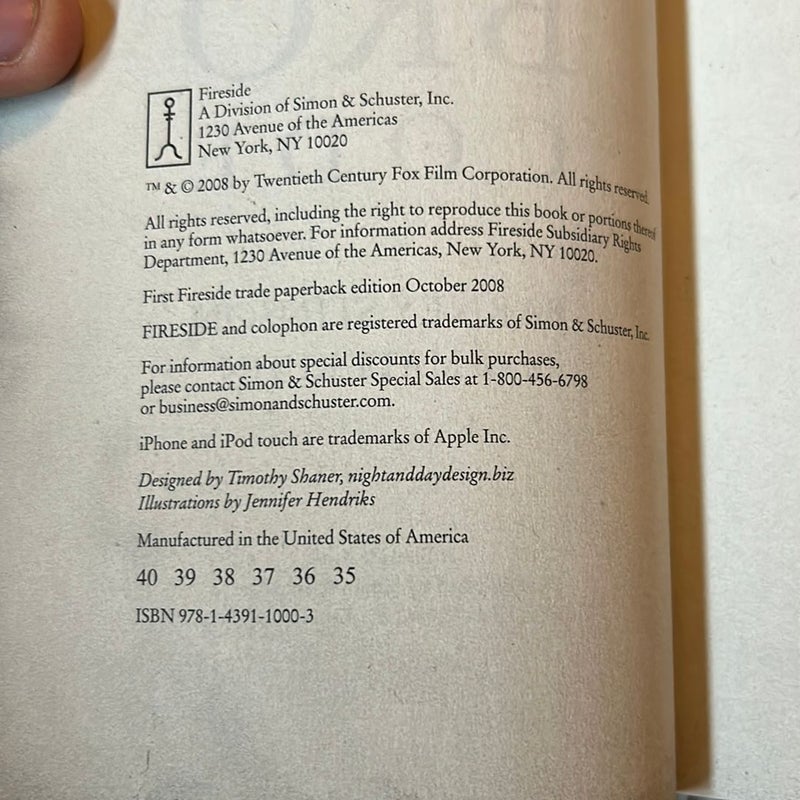 Fireside
A Division of Simon & Schuster, Inc.
1230 Avenue of the Americas
New York, NY 10020
™ & © 2008 by Twentieth Century Fox Film Corporation. All rights reserved.
All rights reserved, including the right to reproduce this book or portions thereof
in any form whatsoever. For information address Fireside Subsidiary Rights
Department, 1230 Avenue of the Americas, New York, NY 10020.
First Fireside trade paperback edition October 2008
FIRESIDE and colophon are registered trademarks of Simon & Schuster, Inc.
For information about special discounts for bulk purchases,
please contact Simon & Schuster Special Sales at 1-800-456-6798
or business@simonandschuster.com.
iPhone and iPod touch are trademarks of Apple Inc.
Designed by Timothy Shaner, nightanddaydesign.biz
Illustrations by Jennifer Hendriks
Manufactured in the United States of America
40 39 38 37 36 35
ISBN 978-1-4391-1000-3